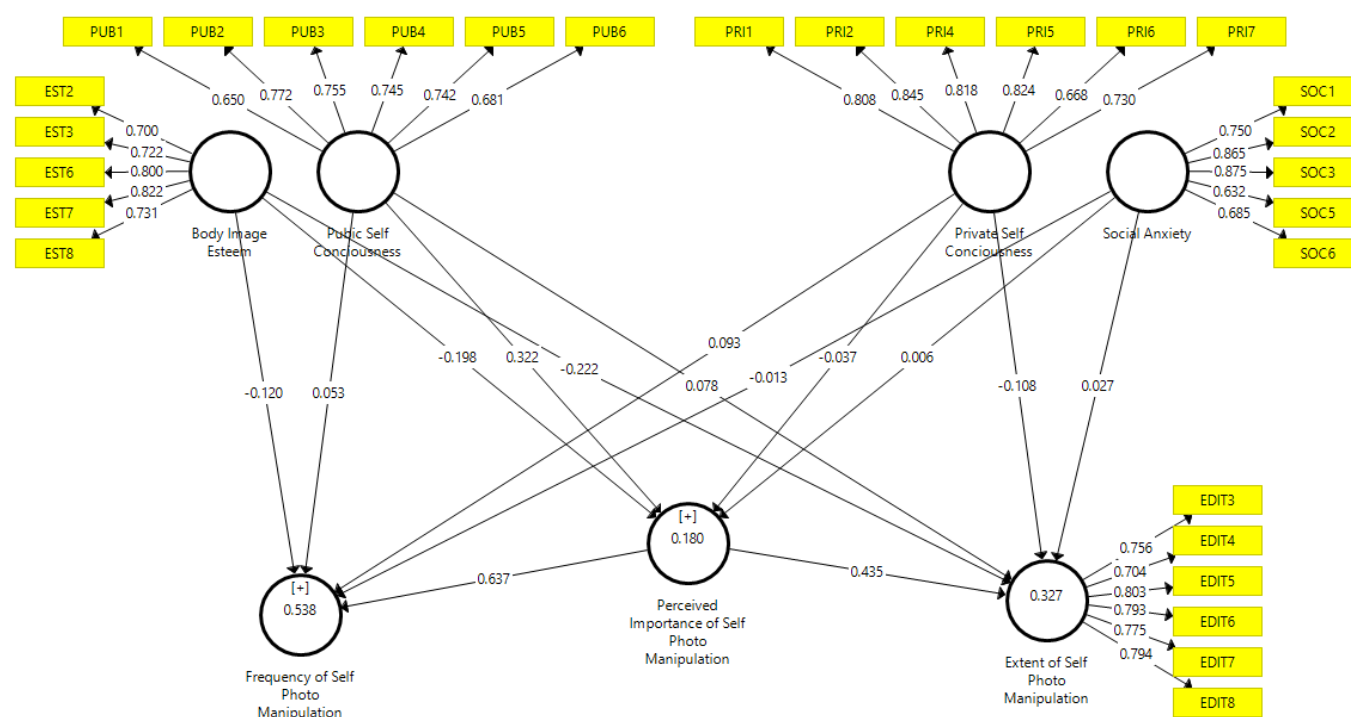 PUB1 PUB2 PUB3 PUB4 PUB5 PUB6 PRI1 PRI2 PRI4 PRI5 PRI6 PRI7
0.650 0.772 0.755 0.745 0.742 0.681 0.808 0.845 0.818 0.824 0.668 0.730
EST2
EST3
EST6
EST7
EST8
0.700
0.722
0.800
0.822
0.731
SOC1
SOC2
SOC3
SOC5
SOC6
0.750
0.865
0.875
0.632
0.685
Body Image
Esteem
Pubic Self
Conciousness
Private Self
Conciousness
Social Anxiety
-0.120
0.053
-0.198
0.322
-0.222
0.078
0.093
-0.013
-0.037
0.006
-0.108
0.027
[+]
0.538
Frequency of Self
Photo
Manipulation
0.637
[+]
0.180
Perceived
Importance of Self
Photo
Manipulation
0.435
0.327
Extent of Self
Photo
Manipulation
EDIT3
EDIT4
EDIT5
EDIT6
EDIT7
EDIT8
0.756
0.704
0.803
0.793
0.775
0.794